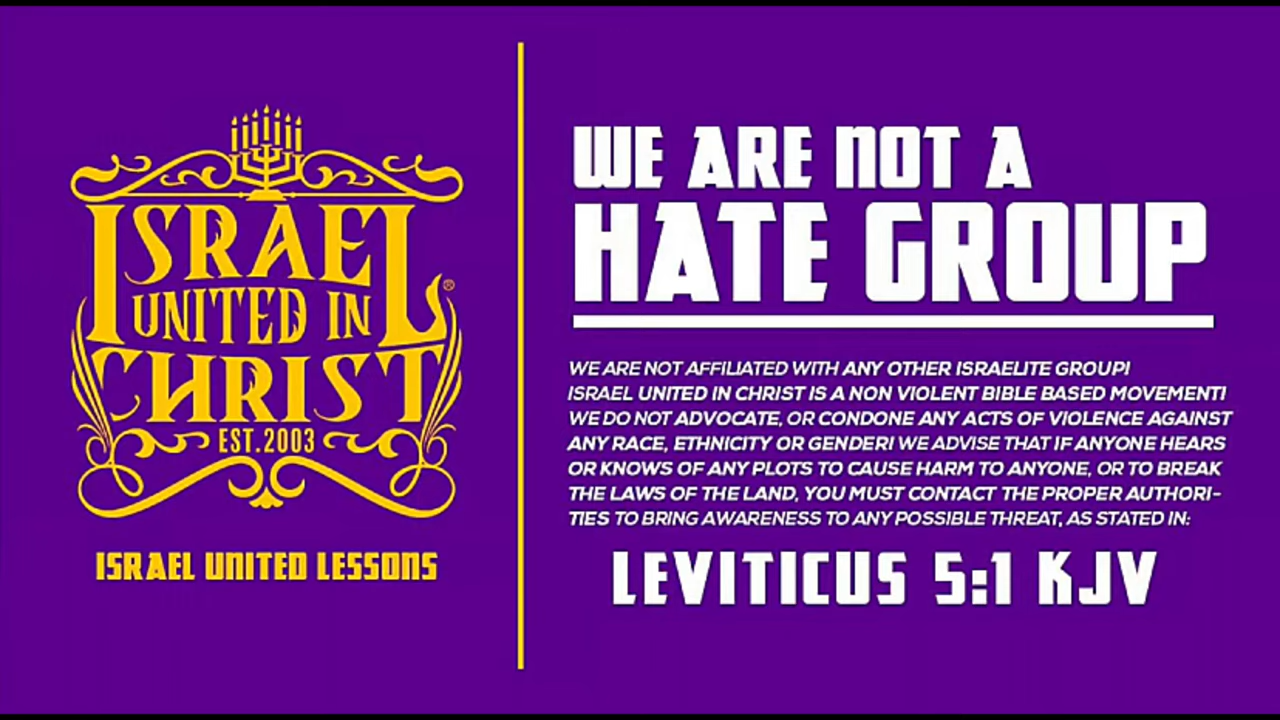 ISRAEL
UNITED IN
CHRIST®
EST.2003
ISRAEL UNITED LESSONS
WE ARE NOT A
HATE GROUP
WE ARE NOT AFFILIATED WITH ANY OTHER ISRAELITE GROUP!
ISRAEL UNITED IN CHRIST IS A NON VIOLENT BIBLE BASED MOVEMENT!
WE DO NOT ADVOCATE, OR CONDONE ANY ACTS OF VIOLENCE AGAINST
ANY RACE, ETHNICITY OR GENDER! WE ADVISE THAT IF ANYONE HEARS
OR KNOWS OF ANY PLOTS TO CAUSE HARM TO ANYONE, OR TO BREAK
THE LAWS OF THE LAND, YOU MUST CONTACT THE PROPER AUTHORI-
TIES TO BRING AWARENESS TO ANY POSSIBLE THREAT, AS STATED IN:
LEVITICUS 5:1 KJV